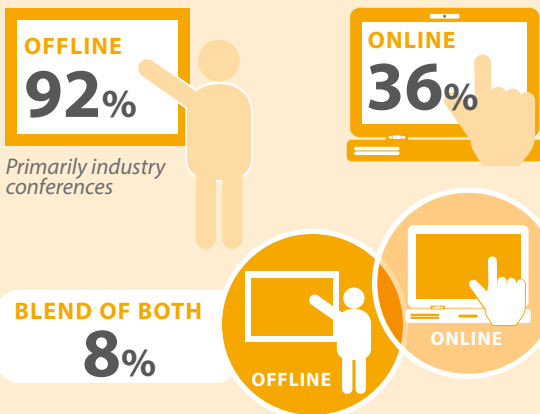 OFFLINE
92%
Primarily industry
conferences
ONLINE
36%
BLEND OF BOTH
8%
OFFLINE
ONLINE